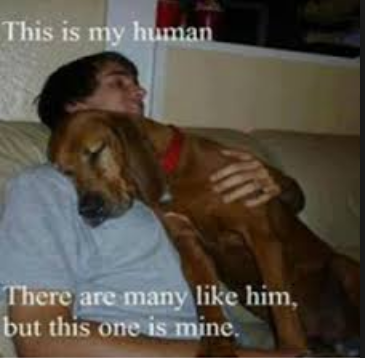 This is my human
There are many like him,
but this one is mine.